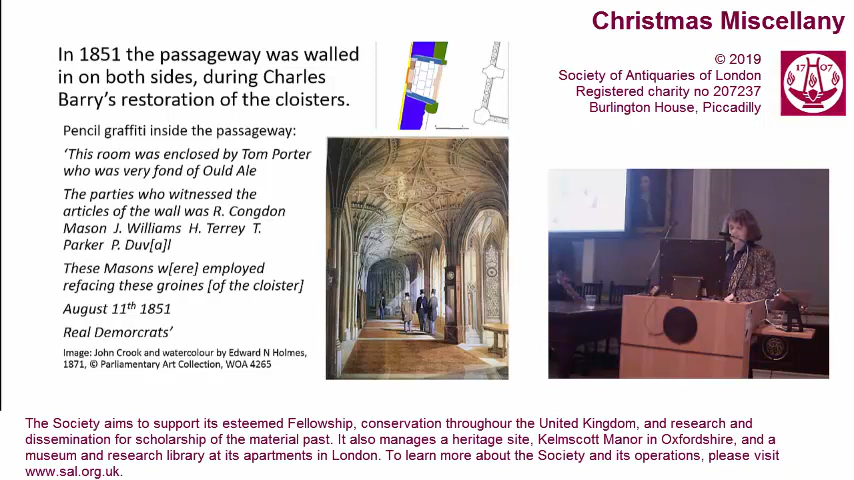 In 1851 the passageway was walled
in on both sides, during Charles
Barry's restoration of the cloisters.
Pencil graffiti inside the passageway:
'This room was enclosed by Tom Porter
who was very fond of Ould Ale
The parties who witnessed the
articles of the wall was R. Congdon
Mason J. Williams H. Terrey T.
Parker P. Duv[a]l
These Masons w[ere] employed
refacing these groines [of the cloister]
August 11th 1851
Real Demorcrats'
Image: John Crook and watercolour by Edward N Holmes,
1871, © Parliamentary Art Collection, WOA 4265
Christmas Miscellany
© 2019
Society of Antiquaries of London
Registered charity no 207237
Burlington House, Piccadilly
1707
The Society aims to support its esteemed Fellowship, conservation throughour the United Kingdom, and research and
dissemination for scholarship of the material past. It also manages a heritage site, Kelmscott Manor in Oxfordshire, and a
museum and research library at its apartments in London. To learn more about the Society and its operations, please visit
www.sal.org.uk.